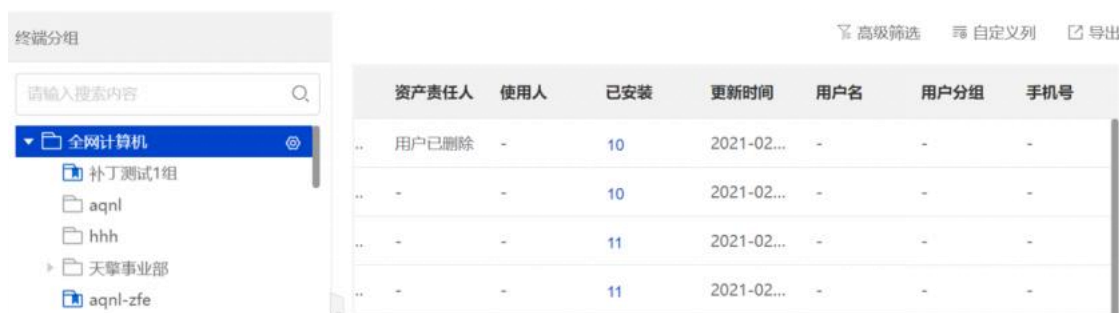 终端分组
高级筛选 自定义列 导出
请输入搜索内容
资产责任人 使用人 已安装 更新时间 用户名 用户分组 手机号
全网计算机
.. 用户已删除 - 10 2021-02... - - -
补丁测试1组
.. - - 10 2021-02... - - -
aqnl
hhh
.. - - 11 2021-02... - - -
天擎事业部
aqnl-zfe
.. - - 11 2021-02... - - -